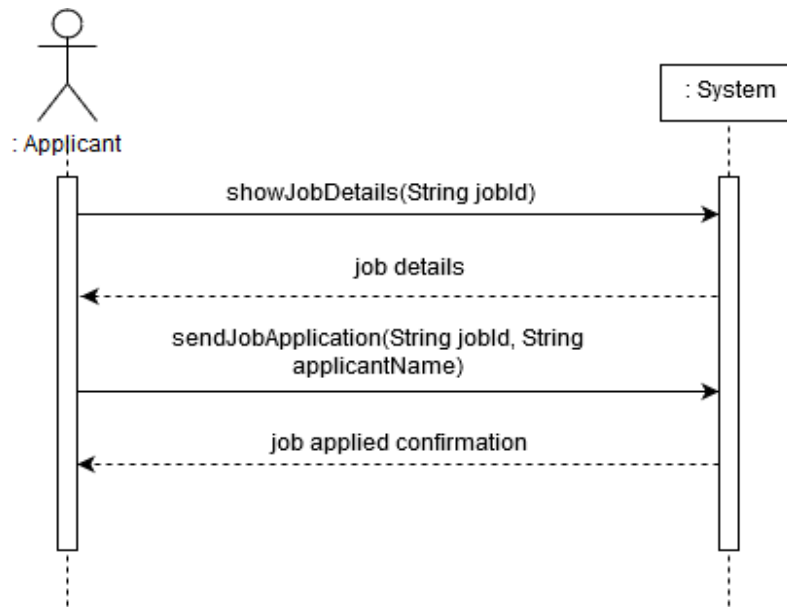 : Applicant
: System
showJobDetails(String jobId)
job details
sendJobApplication(String jobId, String
applicantName)
job applied confirmation